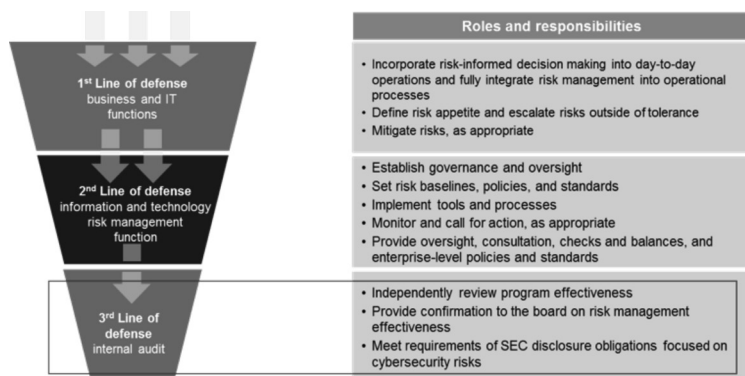 Roles and responsibilities
1st Line of defense
business and IT
functions
• Incorporate risk-informed decision making into day-to-day
operations and fully integrate risk management into operational
processes
• Define risk appetite and escalate risks outside of tolerance
• Mitigate risks, as appropriate
2nd Line of defense
information and technology
risk management
function
• Establish governance and oversight
• Set risk baselines, policies, and standards
• Implement tools and processes
• Monitor and call for action, as appropriate
• Provide oversight, consultation, checks and balances, and
enterprise-level policies and standards
3rd Line of
defense
internal audit
• Independently review program effectiveness
• Provide confirmation to the board on risk management
effectiveness
• Meet requirements of SEC disclosure obligations focused on
cybersecurity risks